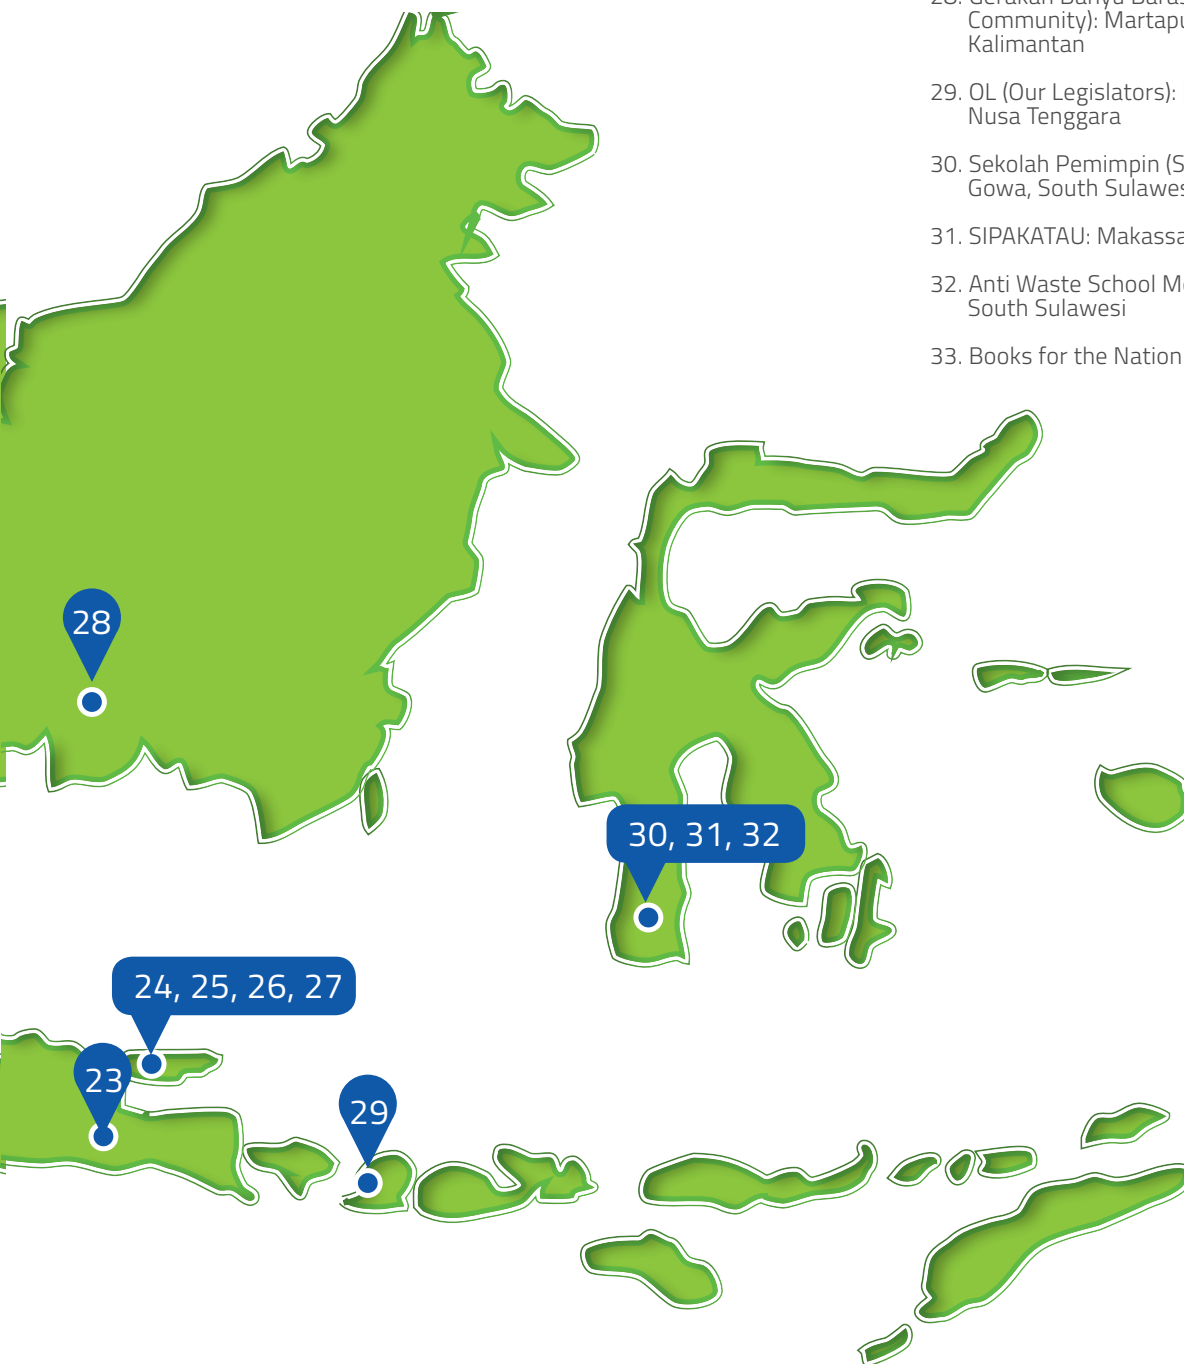 Community): Martapu
Kalimantan
29. OL (Our Legislators):
Nusa Tenggara
30. Sekolah Pemimpin (S
Gowa, South Sulawes
31. SIPAKATAU: Makassa
32. Anti Waste School Mo
South Sulawesi
33. Books for the Nation
28
30, 31, 32
24, 25, 26, 27
23
29